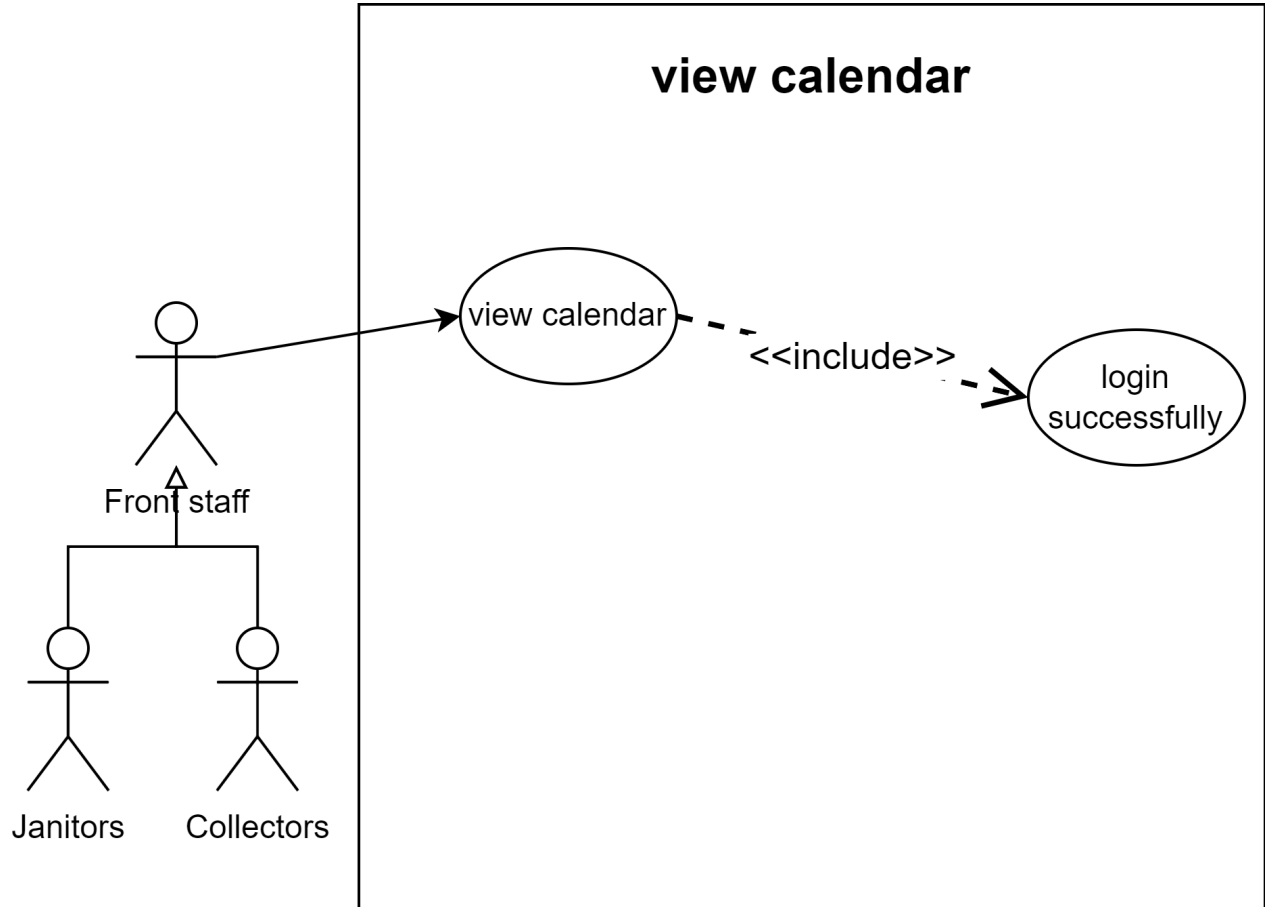 view calendar
view calendar
<<include>>
login
successfully
Front staff
Janitors
Collectors